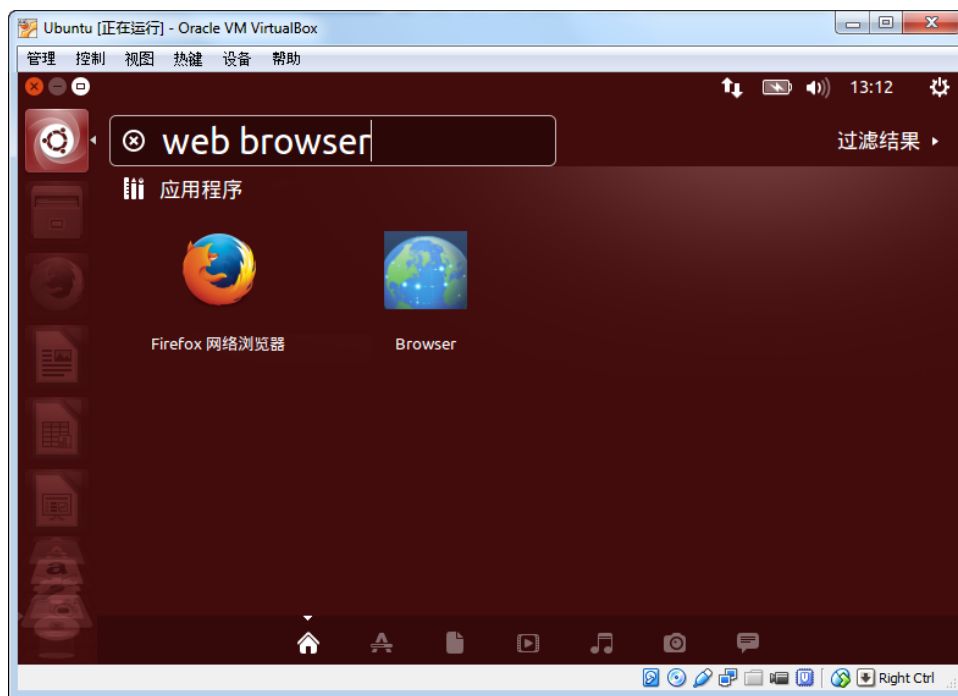 Ubuntu [正在运行] - Oracle VM VirtualBox
管理 控制 视图 热键 设备 帮助
13:12
web browser
过滤结果
应用程序
Firefox 网络浏览器
Browser
Right Ctrl